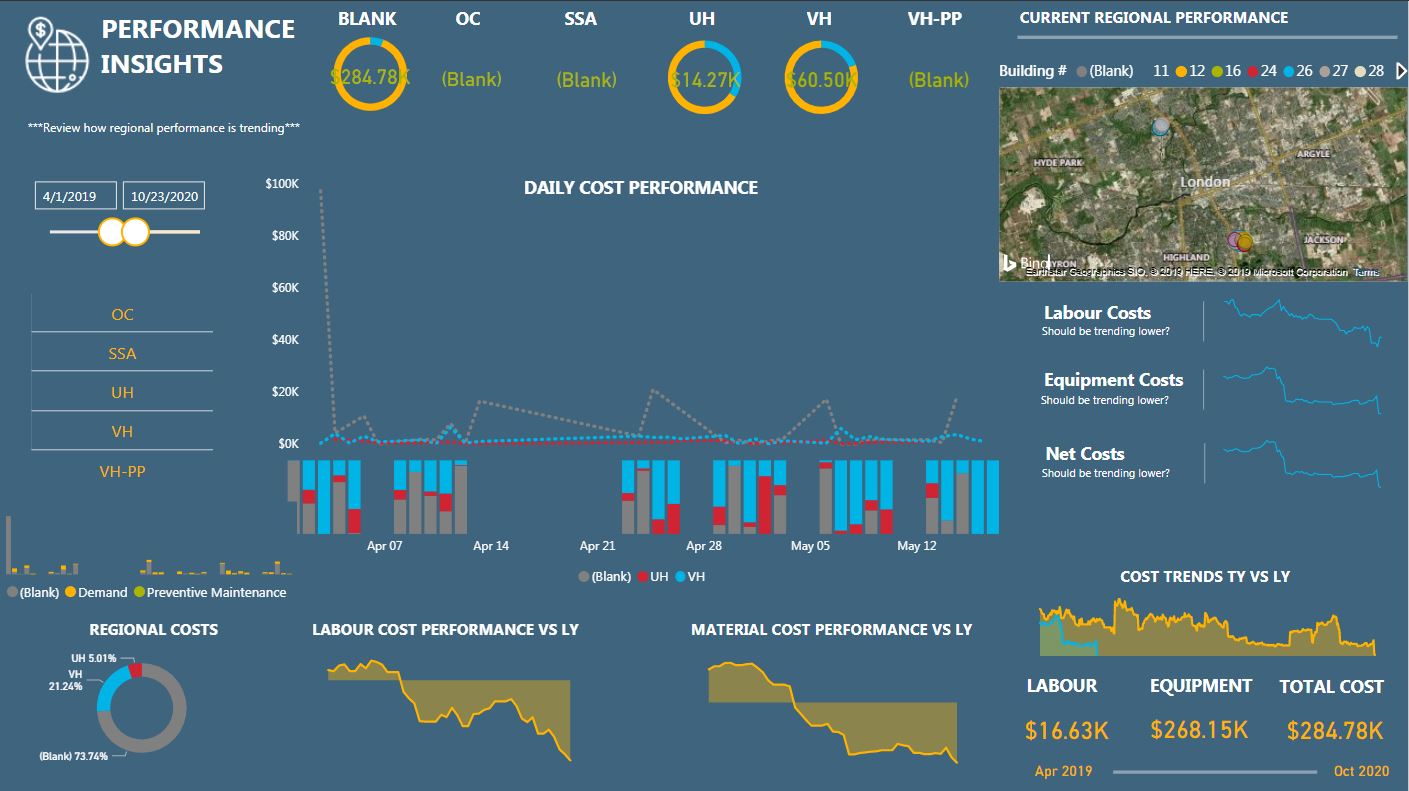 PERFORMANCE
INSIGHTS
***Review how regional performance is trending***
BLANK OC SSA UH VH VH-PP
$284.78K (Blank) (Blank) $14.27K $60.50K (Blank)
CURRENT REGIONAL PERFORMANCE
Building # (Blank) 11 12 16 24 26 27 28
HYDE PARK
ARGYLE
London
JACKSON
HIGHLAND
BYRON
Bing
Earthstar Geographics SIO, © 2019 HERE, © 2019 Microsoft Corporation Terms
4/1/2019 10/23/2020
OC
SSA
UH
VH
VH-PP
(Blank) Demand Preventive Maintenance
DAILY COST PERFORMANCE
$100K
$80K
$60K
$40K
$20K
$0K
Apr 07 Apr 14 Apr 21 Apr 28 May 05 May 12
(Blank) UH VH
Labour Costs
Should be trending lower?
Equipment Costs
Should be trending lower?
Net Costs
Should be trending lower?
REGIONAL COSTS
UH 5.01%
VH
21.24%
(Blank) 73.74%
LABOUR COST PERFORMANCE VS LY
MATERIAL COST PERFORMANCE VS LY
COST TRENDS TY VS LY
LABOUR EQUIPMENT TOTAL COST
$16.63K $268.15K $284.78K
Apr 2019 Oct 2020